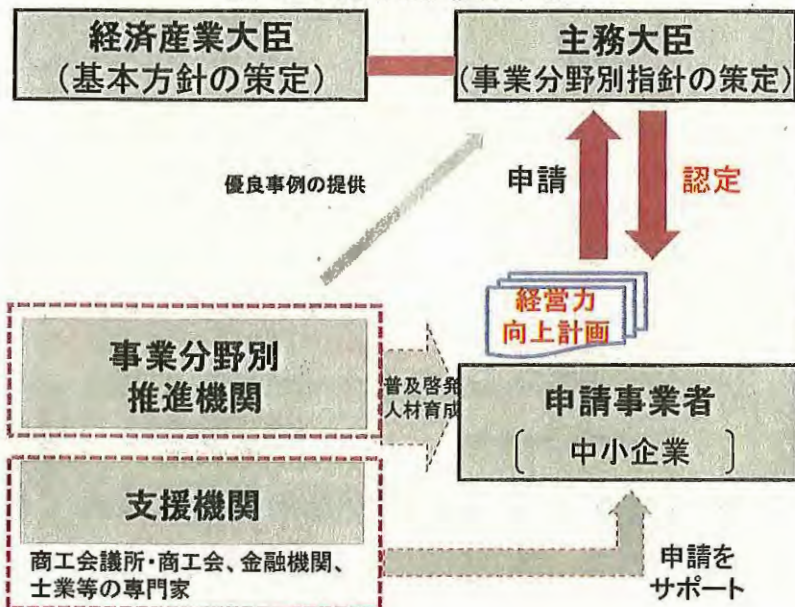 経済産業大臣
(基本方針の策定)
主務大臣
(事業分野別指針の策定)
優良事例の提供
申請
認定
経営力
向上計画
事業分野別
推進機関
普及啓発
人材育成
申請事業者
〔 中小企業 〕
支援機関
商工会議所・商工会、金融機関、
士業等の専門家
申請を
サポート